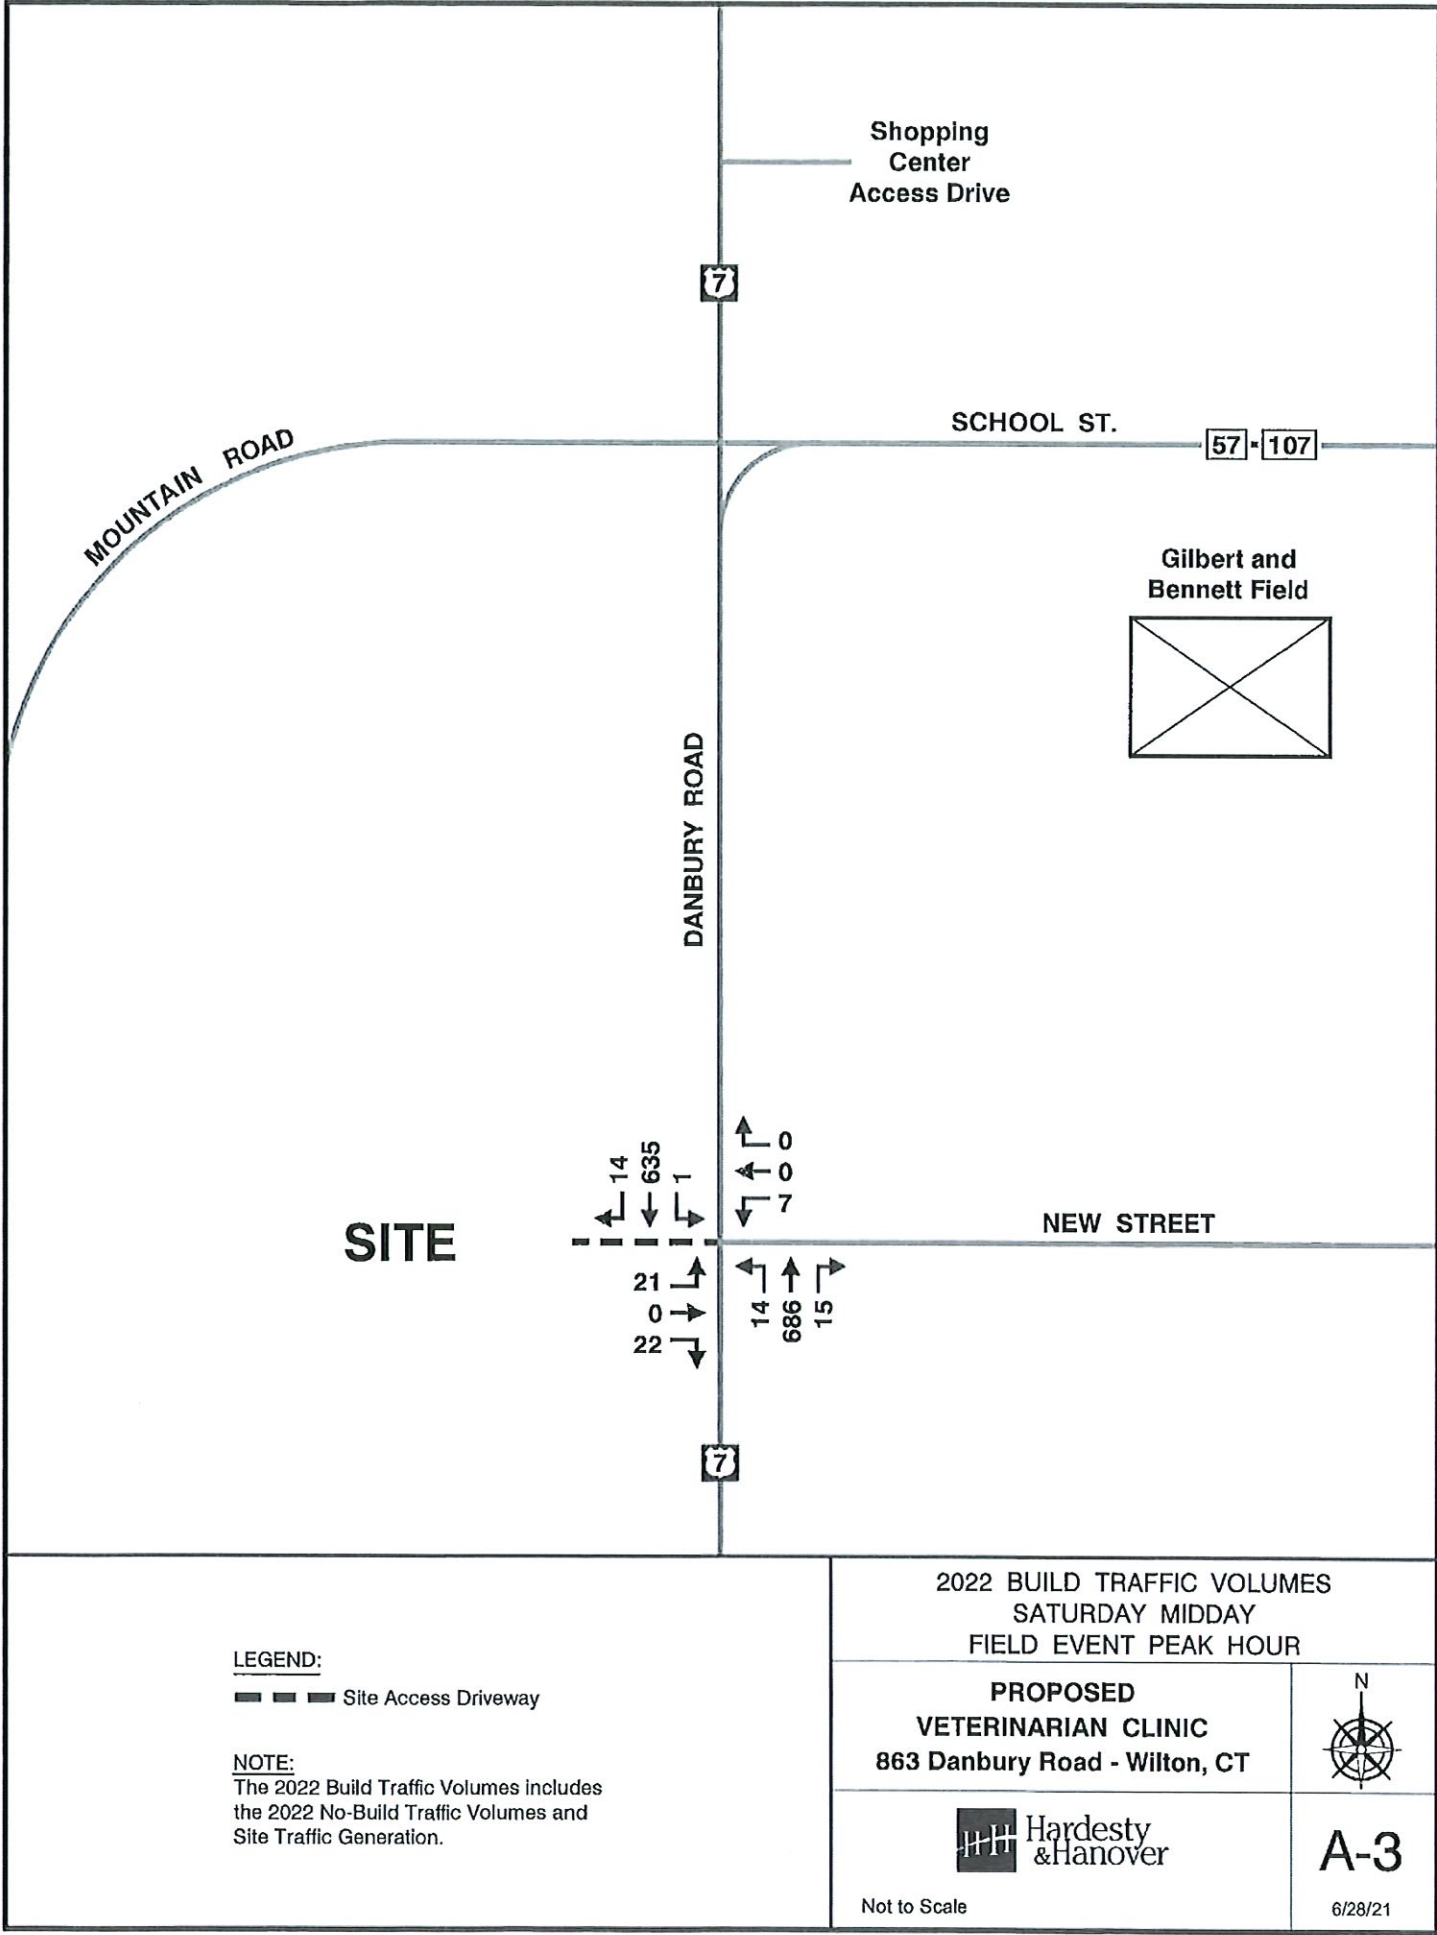 Shopping
Center
Access Drive
7
SCHOOL ST.
57-107
MOUNTAIN ROAD
Gilbert and
Bennett Field
DANBURY ROAD
14
635
1
0
0
7
SITE
NEW STREET
21
0
22
14
686
15
7
LEGEND:
Site Access Driveway
NOTE:
The 2022 Build Traffic Volumes includes
the 2022 No-Build Traffic Volumes and
Site Traffic Generation.
2022 BUILD TRAFFIC VOLUMES
SATURDAY MIDDAY
FIELD EVENT PEAK HOUR
PROPOSED
VETERINARIAN CLINIC
863 Danbury Road - Wilton, CT
N
HH
Hardesty
&Hanover
Not to Scale
A-3
6/28/21